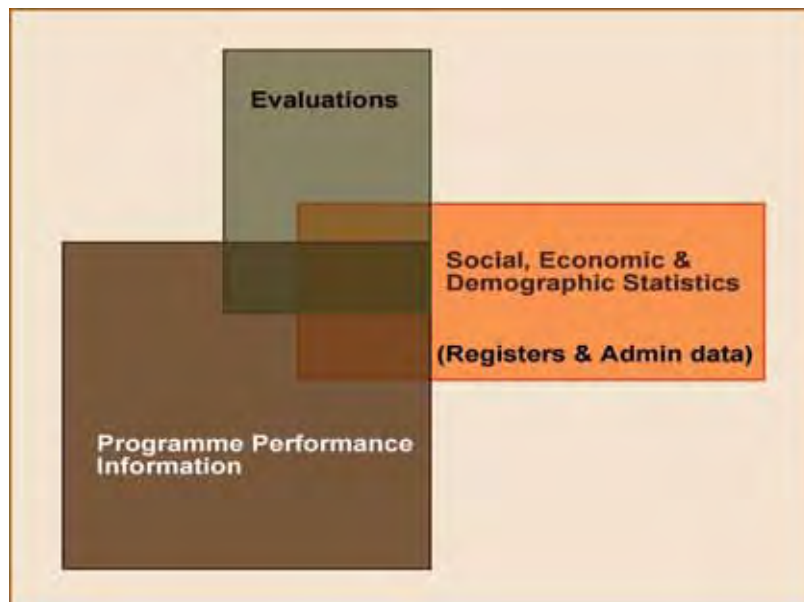 Evaluations
Social, Economic &
Demographic Statistics
(Registers & Admin data)
Programme Performance
Information